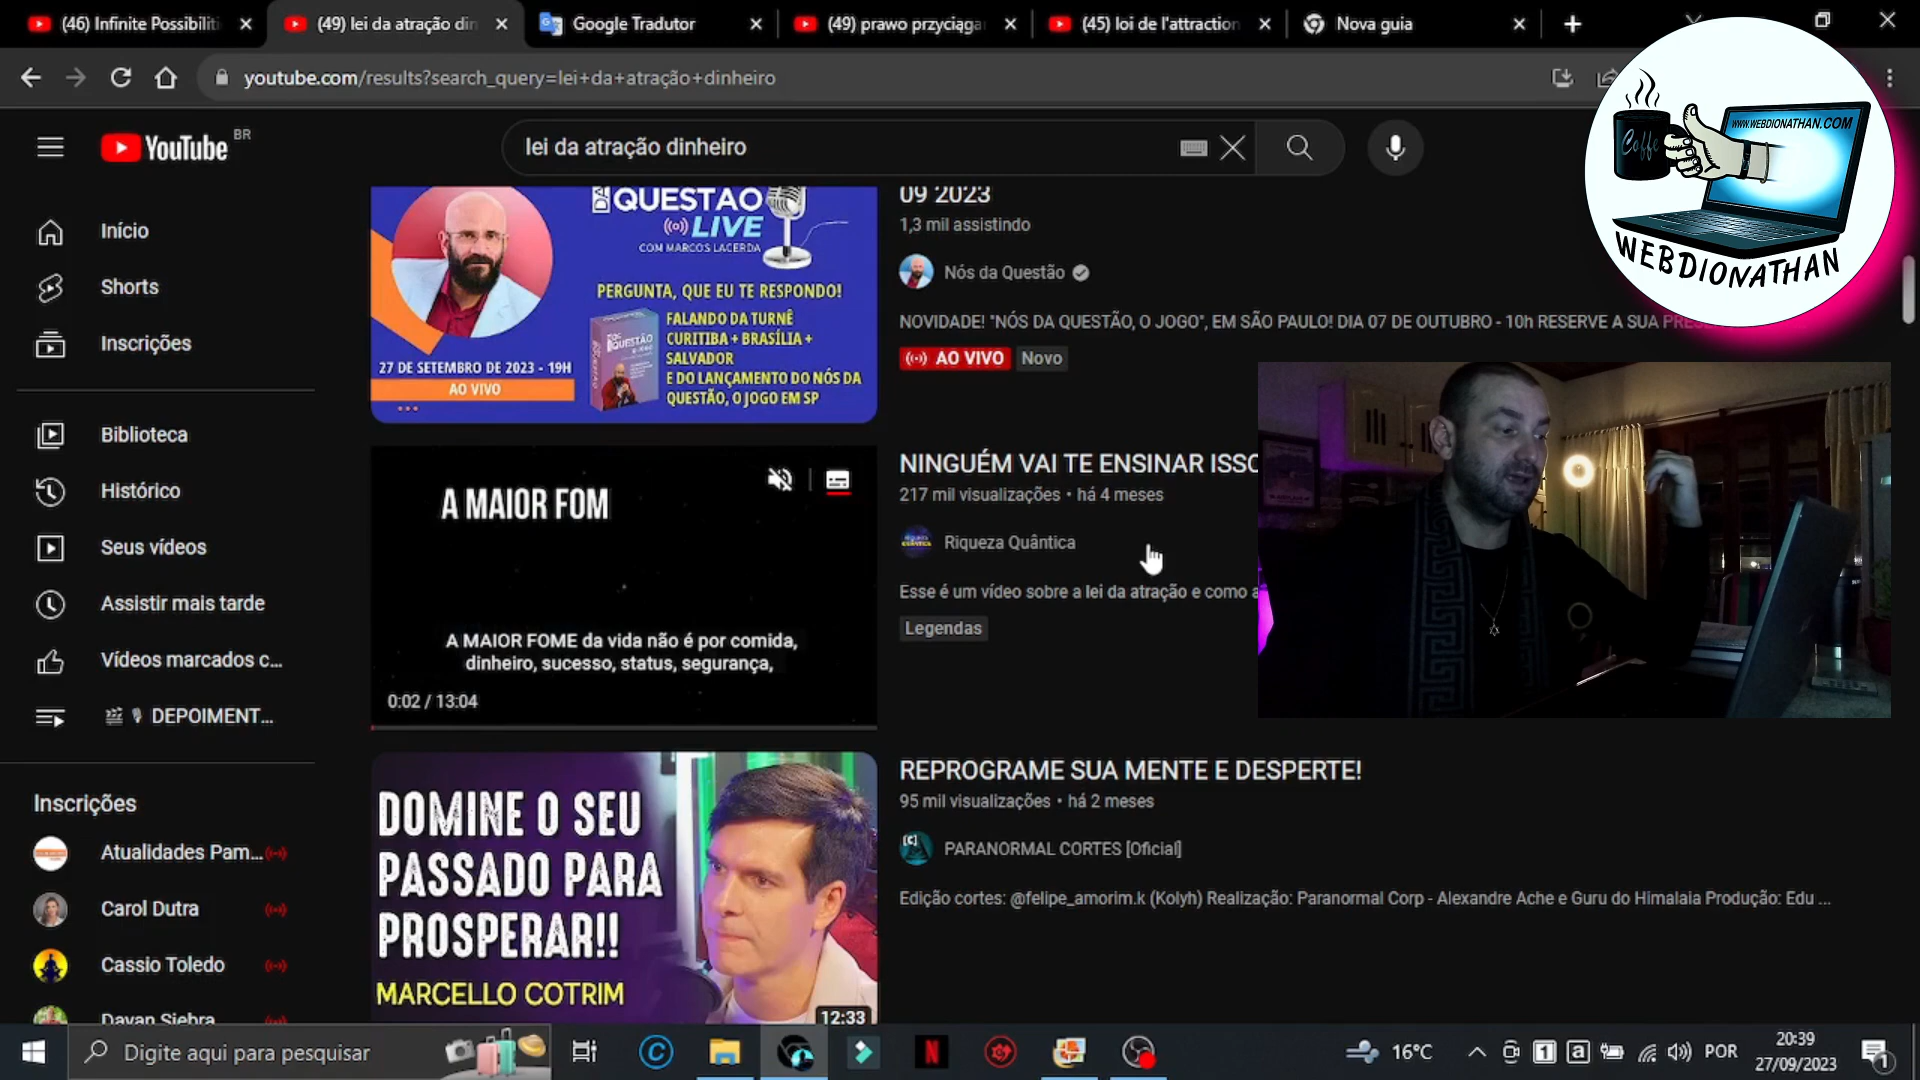 (46) Infinite Possibiliti
(49) lei da atração din
Google Tradutor
(49) prawo przyciąga
(45) loi de l'attraction
Nova guia
youtube.com/results?search_query=lei+da+atração+dinheiro
YouTube BR
lei da atração dinheiro
WWW.WEBDIONATHAN.COM
Coffe
WEBDIONATHAN
Início
Shorts
Inscrições
Biblioteca
Histórico
Seus vídeos
Assistir mais tarde
Vídeos marcados c...
DEPOIMENT...
Inscrições
Atualidades Pam...
Carol Dutra
Cassio Toledo
Dayan Siebra
DA
QUESTÃO
LIVE
COM MARCOS LACERDA
PERGUNTA, QUE EU TE RESPONDO!
FALANDO DA TURNÊ
CURITIBA + BRASÍLIA +
SALVADOR
E DO LANÇAMENTO DO NÓS DA
QUESTÃO, O JOGO EM SP
27 DE SETEMBRO DE 2023 - 19H
AO VIVO
09 2023
1,3 mil assistindo
Nós da Questão
NOVIDADE! "NÓS DA QUESTÃO, O JOGO", EM SÃO PAULO! DIA 07 DE OUTUBRO - 10h RESERVE A SUA PRES
AO VIVO
Novo
A MAIOR FOM
A MAIOR FOME da vida não é por comida,
dinheiro, sucesso, status, segurança,
0:02 / 13:04
NINGUÉM VAI TE ENSINAR ISSO
217 mil visualizações • há 4 meses
Riqueza Quântica
Esse é um vídeo sobre a lei da atração e como a
Legendas
DOMINE O SEU
PASSADO PARA
PROSPERAR!!
MARCELLO COTRIM
12:33
REPROGRAME SUA MENTE E DESPERTE!
95 mil visualizações • há 2 meses
PARANORMAL CORTES [Oficial]
Edição cortes: @felipe_amorim.k (Kolyh) Realização: Paranormal Corp - Alexandre Ache e Guru do Himalaia Produção: Edu ...
Digite aqui para pesquisar
16°C
POR
20:39
27/09/2023
1